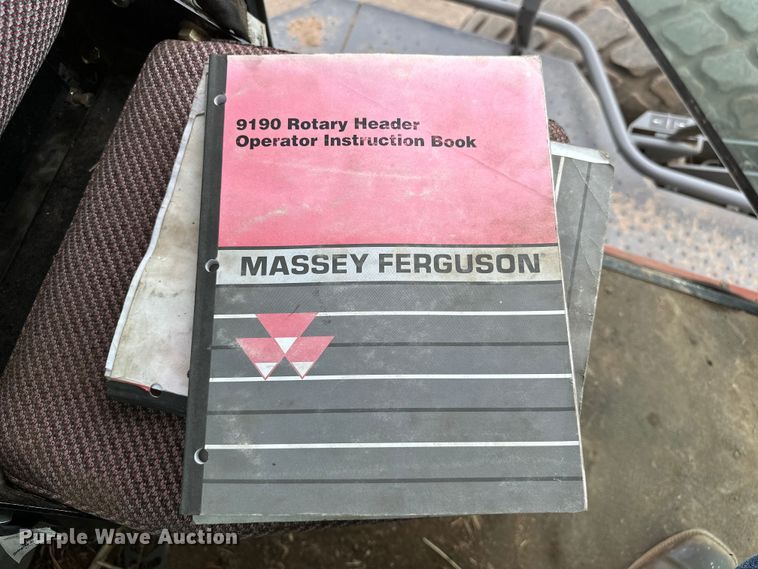 9190 Rotary Header
Operator Instruction Book
MASSEY FERGUSON
Purple Wave Auction